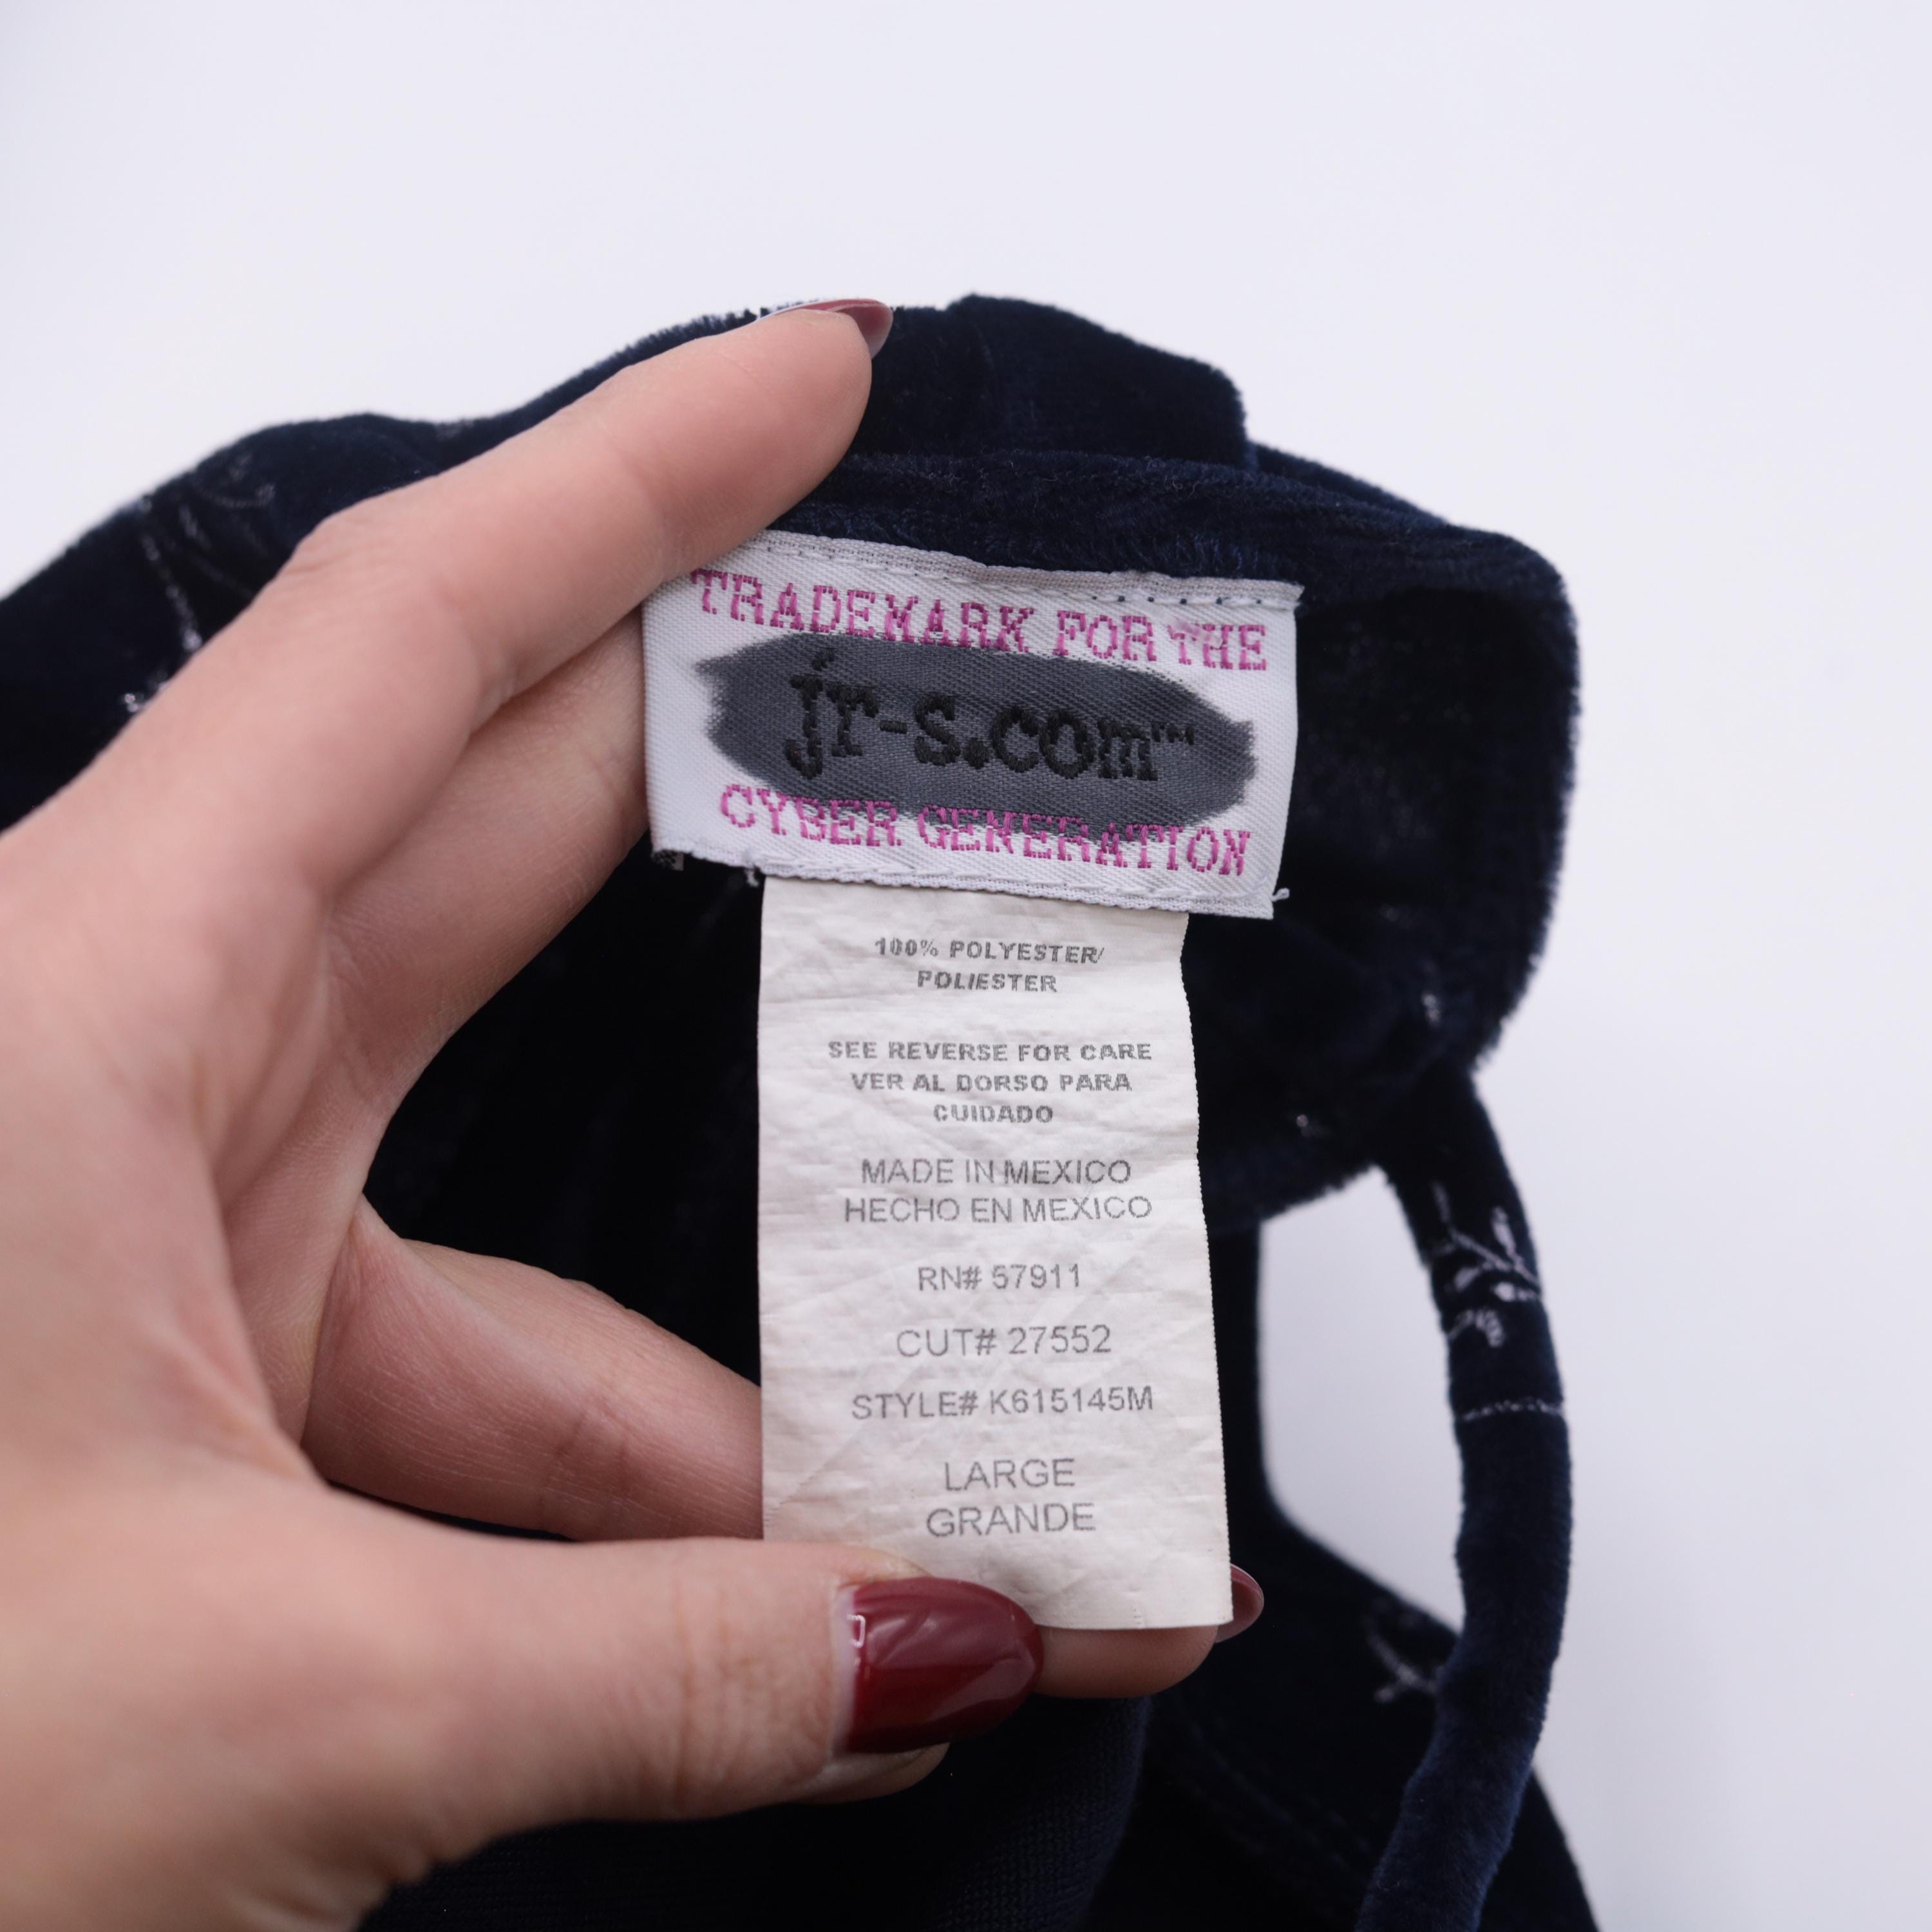 TRADEMARK FOR THE
jr-s.com™
CYBER GENERATION
100% POLYESTER/
POLIESTER
SEE REVERSE FOR CARE
VER AL DORSO PARA
CUIDADO
MADE IN MEXICO
HECHO EN MEXICO
RN# 57911
CUT# 27552
STYLE# K615145M
LARGE
GRANDE